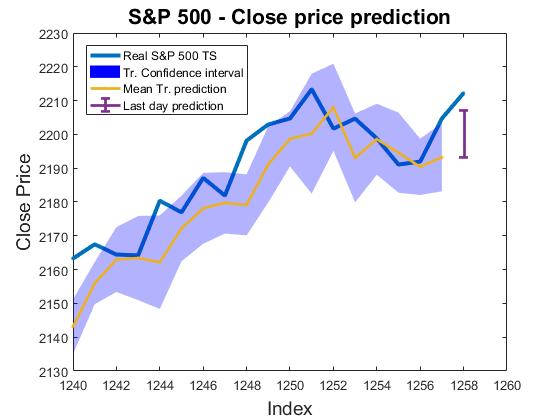 S&P 500 - Close price prediction
Real S&P 500 TS
Tr. Confidence interval
Mean Tr. prediction
Last day prediction
Close Price
2230
2220
2210
2200
2190
2180
2170
2160
2150
2140
2130
1240 1242 1244 1246 1248 1250 1252 1254 1256 1258 1260
Index